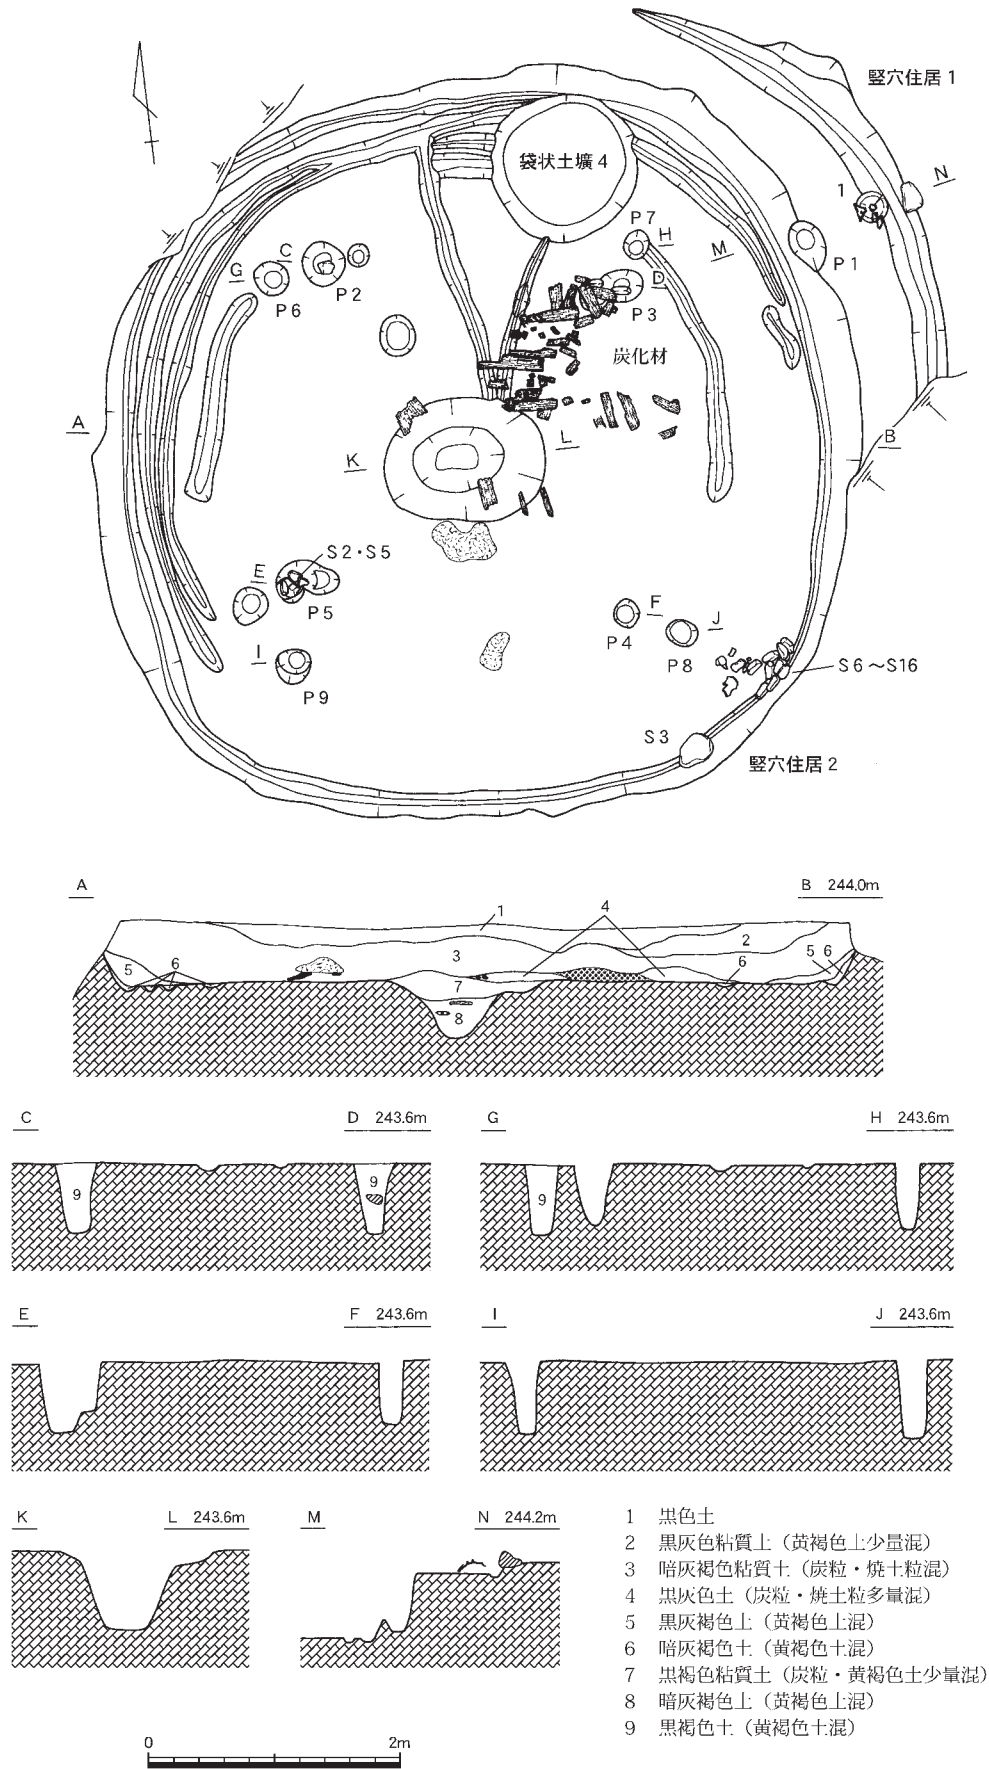 竪穴住居1
袋状土壙4
N
1
P7
H
M
C
G
D
P1
P2
P6
P3
炭化材
A
B
L
K
S2・S5
E
P5
F
J
P4
I
P8
S6〜S16
P9
S3
竪穴住居2
A
B 244.0m
1
4
2
3
5
6
6
5 6
7
8
C
D 243.6m
G
H 243.6m
9
9
9
E
F 243.6m
I
J 243.6m
K
L 243.6m
M
N 244.2m
1 黒色土
2 黒灰色粘質土（黄褐色土少量混）
3 暗灰褐色粘質土（炭粒・焼土粒混）
4 黒灰色土（炭粒・焼土粒多量混）
5 黒灰褐色土（黄褐色土混）
6 暗灰褐色土（黄褐色土混）
7 黒褐色粘質土（炭粒・黄褐色土少量混）
8 暗灰褐色土（黄褐色土混）
9 黒褐色土（黄褐色土混）
0 2m